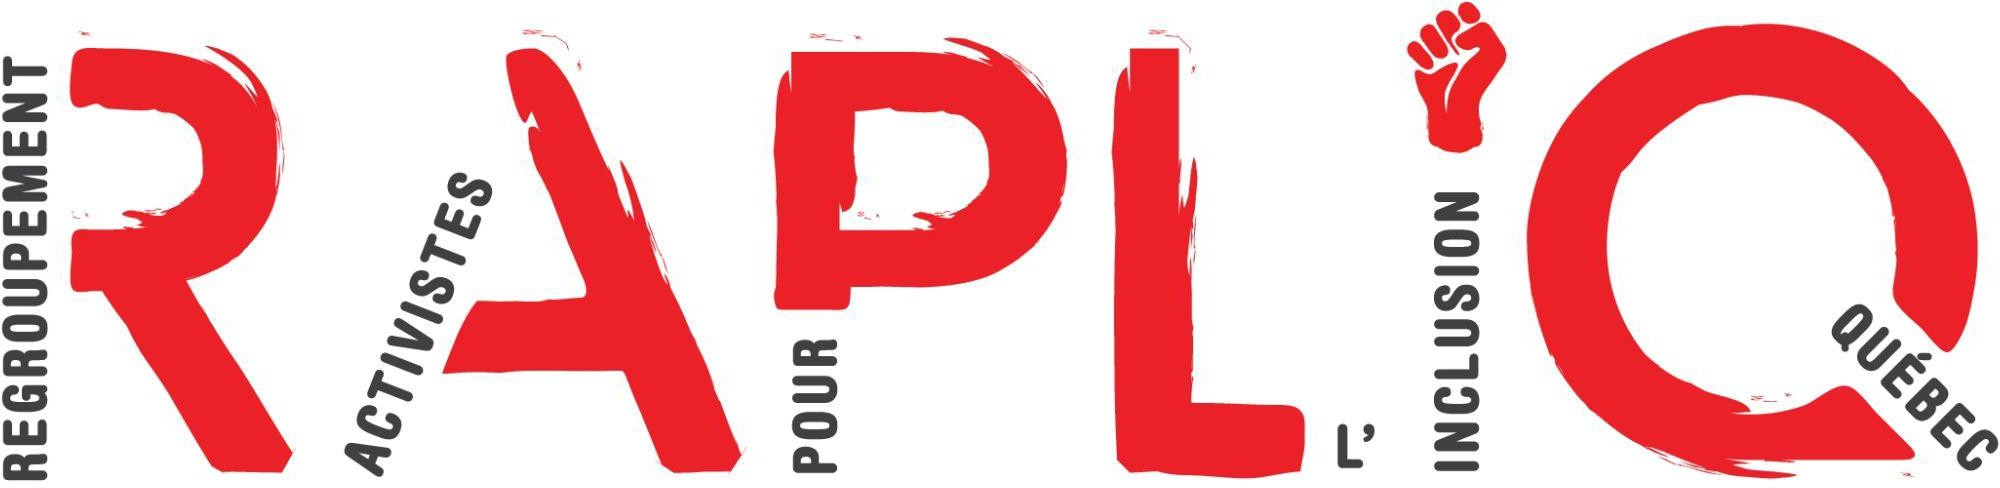 RAPLIQ
REGROUPEMENT
ACTIVISTES
POUR
L'
INCLUSION
QUÉBEC